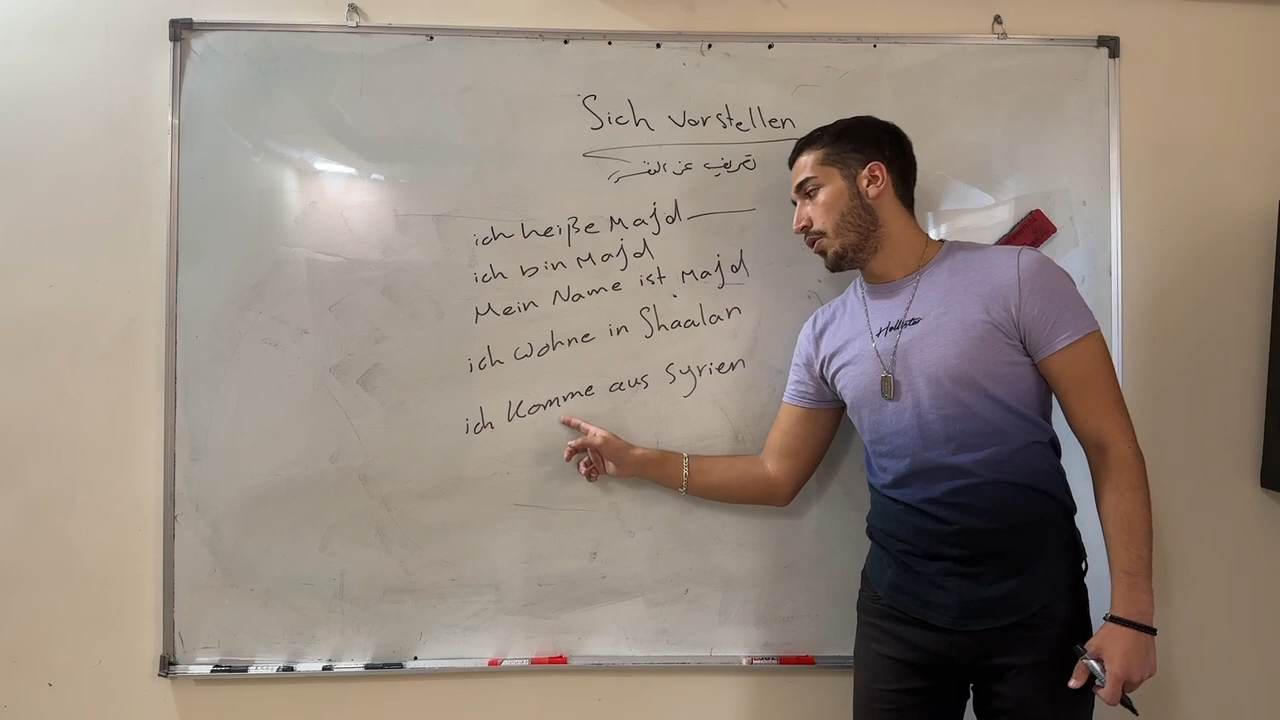 Sich vorstellen
تعريف عن النفس
ich heiße Majd
ich bin Majd
Mein Name ist Majd
ich wohne in Shaalan
ich Komme aus Syrien
Hollister